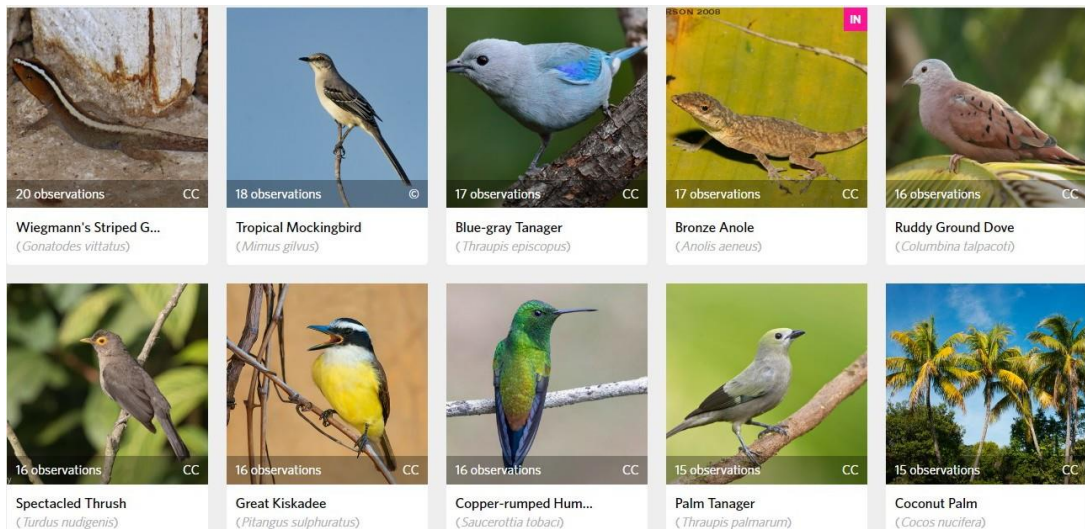 RSON 2008
IN
20 observations CC
18 observations ©
17 observations CC
17 observations CC
16 observations CC
Wiegmann's Striped G...
(Gonatodes vittatus)
Tropical Mockingbird
(Mimus gilvus)
Blue-gray Tanager
(Thraupis episcopus)
Bronze Anole
(Anolis aeneus)
Ruddy Ground Dove
(Columbina talpacoti)
16 observations CC
16 observations CC
16 observations CC
15 observations CC
15 observations CC
Spectacled Thrush
(Turdus nudigenis)
Great Kiskadee
(Pitangus sulphuratus)
Copper-rumped Hum...
(Saucerottia tobaci)
Palm Tanager
(Thraupis palmarum)
Coconut Palm
(Cocos nucifera)